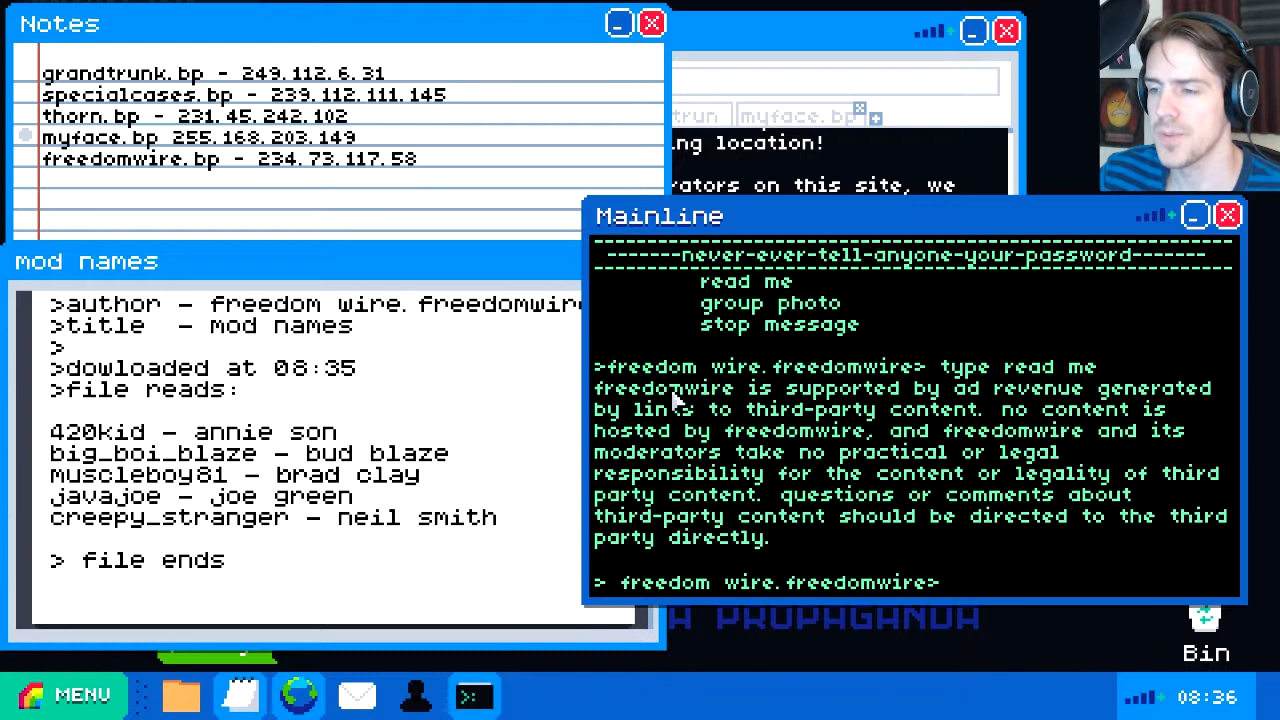 Notes
grandtrunk.bp - 249.112.6.31
specialcases.bp - 239.112.111.145
thorn.bp - 231.45.242.102
myface.bp 255.168.203.149
freedomwire.bp - 234.73.117.58
trun
myface.bp
ing location!
rators on this site, we
mod names
>author - freedom wire.freedomwire
>title - mod names
>
>dowloaded at 08:35
>file reads:
420kid - annie son
big_boi_blaze - bud blaze
muscleboy81 - brad clay
javajoe - joe green
creepy_stranger - neil smith
> file ends
Mainline
-------never-ever-tell-anyone-your-password-------
read me
group photo
stop message
>freedom wire.freedomwire> type read me
freedomwire is supported by ad revenue generated
by links to third-party content. no content is
hosted by freedomwire, and freedomwire and its
moderators take no practical or legal
responsibility for the content or legality of third
party content. questions or comments about
third-party content should be directed to the third
party directly.
> freedom wire.freedomwire>
A PROPAGANDA
Bin
MENU
08:36